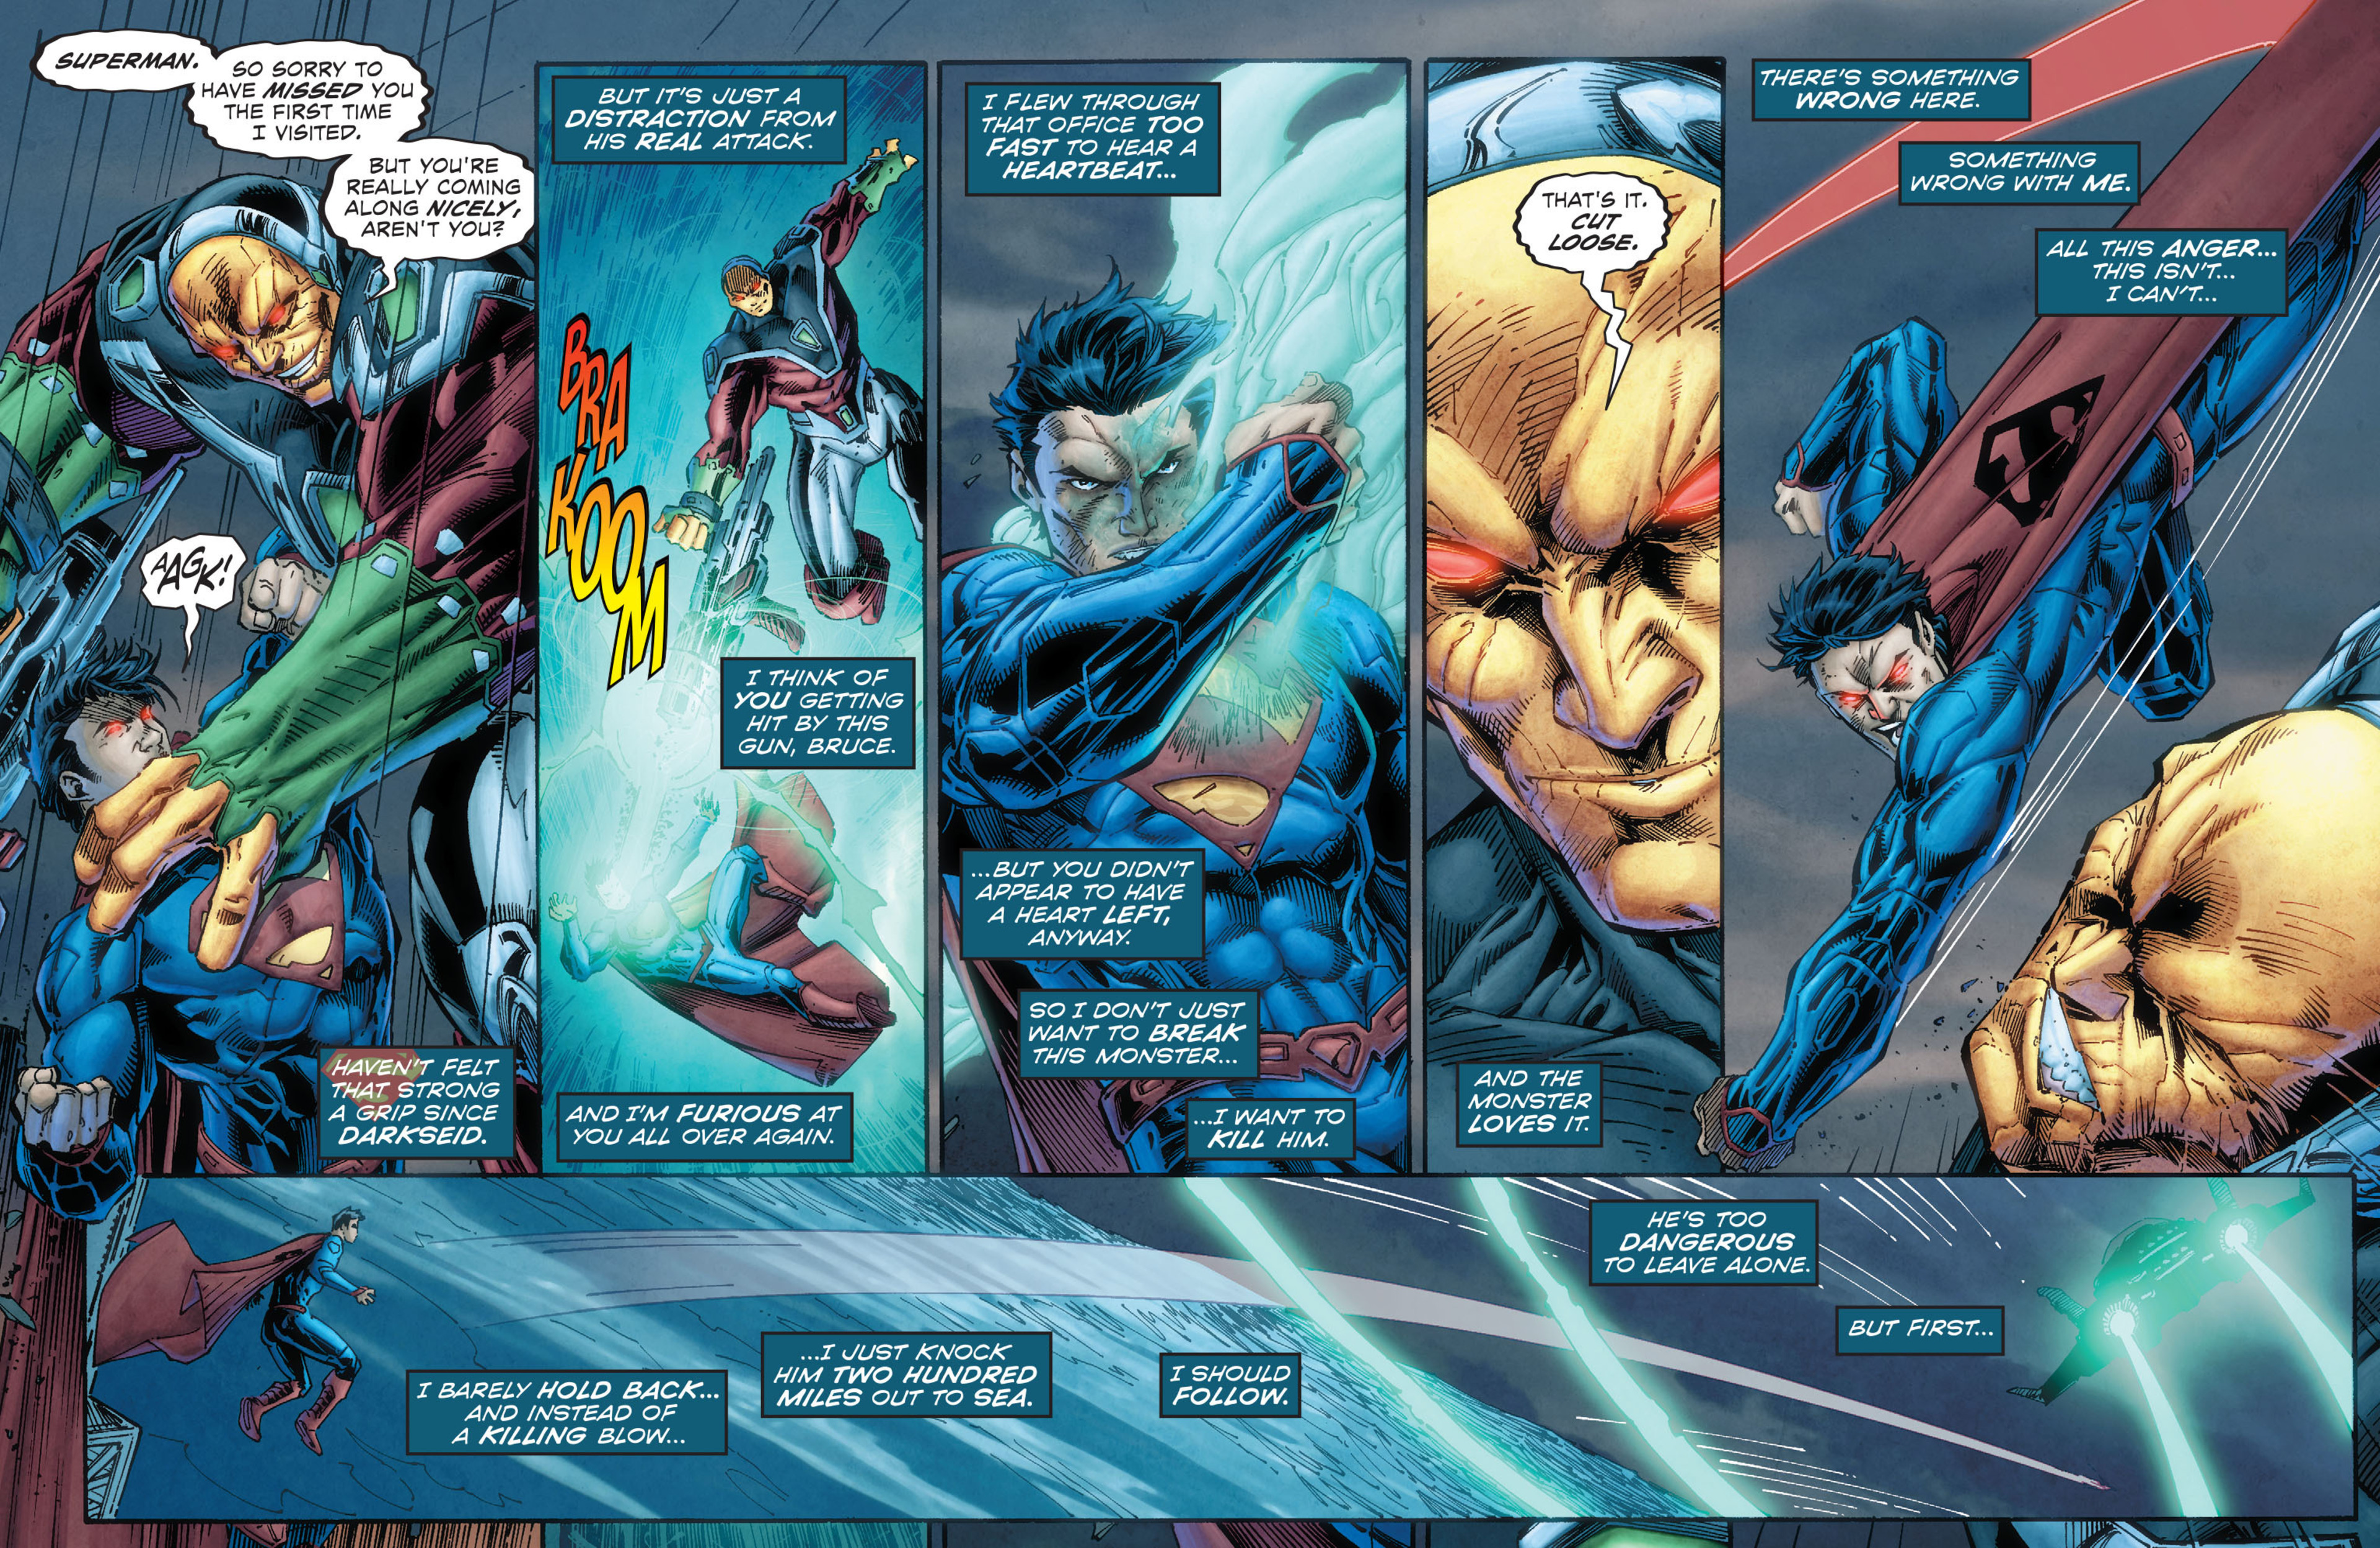 SUPERMAN.
SO SORRY TO
HAVE MISSED YOU
THE FIRST TIME
I VISITED.
BUT YOU'RE
REALLY COMING
ALONG NICELY,
AREN'T YOU?
AAGK!
HAVEN'T FELT
THAT STRONG
A GRIP SINCE
DARKSEID.
BUT IT'S JUST A
DISTRACTION FROM
HIS REAL ATTACK.
BRA
KOOM
I THINK OF
YOU GETTING
HIT BY THIS
GUN, BRUCE.
AND I'M FURIOUS AT
YOU ALL OVER AGAIN.
I FLEW THROUGH
THAT OFFICE TOO
FAST TO HEAR A
HEARTBEAT...
...BUT YOU DIDN'T
APPEAR TO HAVE
A HEART LEFT,
ANYWAY.
SO I DON'T JUST
WANT TO BREAK
THIS MONSTER...
...I WANT TO
KILL HIM.
THAT'S IT.
CUT
LOOSE.
AND THE
MONSTER
LOVES IT.
THERE'S SOMETHING
WRONG HERE.
SOMETHING
WRONG WITH ME.
ALL THIS ANGER...
THIS ISN'T...
I CAN'T...
I BARELY HOLD BACK...
AND INSTEAD OF
A KILLING BLOW...
...I JUST KNOCK
HIM TWO HUNDRED
MILES OUT TO SEA.
I SHOULD
FOLLOW.
HE'S TOO
DANGEROUS
TO LEAVE ALONE.
BUT FIRST...